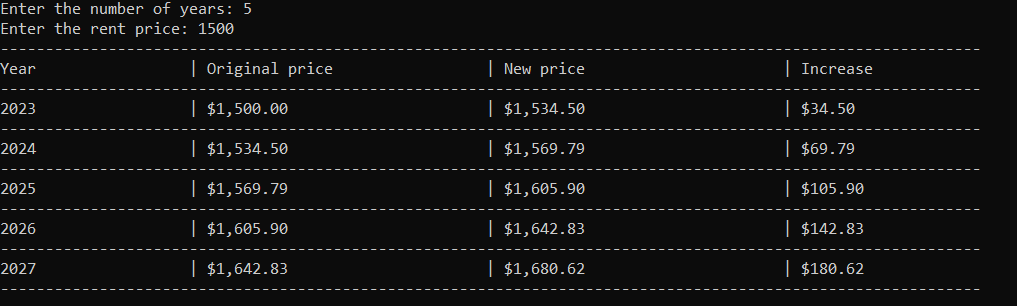 Enter the number of years: 5
Enter the rent price: 1500
-------------------------------------------------------------------------------------------------------------
Year | Original price | New price | Increase
-------------------------------------------------------------------------------------------------------------
2023 | $1,500.00 | $1,534.50 | $34.50
-------------------------------------------------------------------------------------------------------------
2024 | $1,534.50 | $1,569.79 | $69.79
-------------------------------------------------------------------------------------------------------------
2025 | $1,569.79 | $1,605.90 | $105.90
-------------------------------------------------------------------------------------------------------------
2026 | $1,605.90 | $1,642.83 | $142.83
-------------------------------------------------------------------------------------------------------------
2027 | $1,642.83 | $1,680.62 | $180.62
-------------------------------------------------------------------------------------------------------------